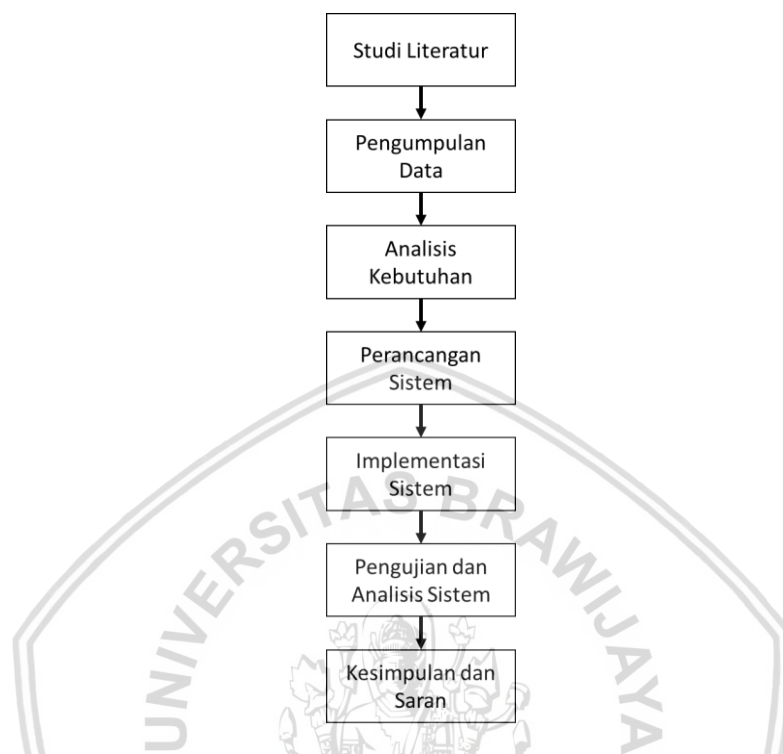 Studi Literatur
Pengumpulan
Data
Analisis
Kebutuhan
Perancangan
Sistem
Implementasi
Sistem
Pengujian dan
Analisis Sistem
Kesimpulan dan
Saran
UNIVERSITAS BRAWIJAYA